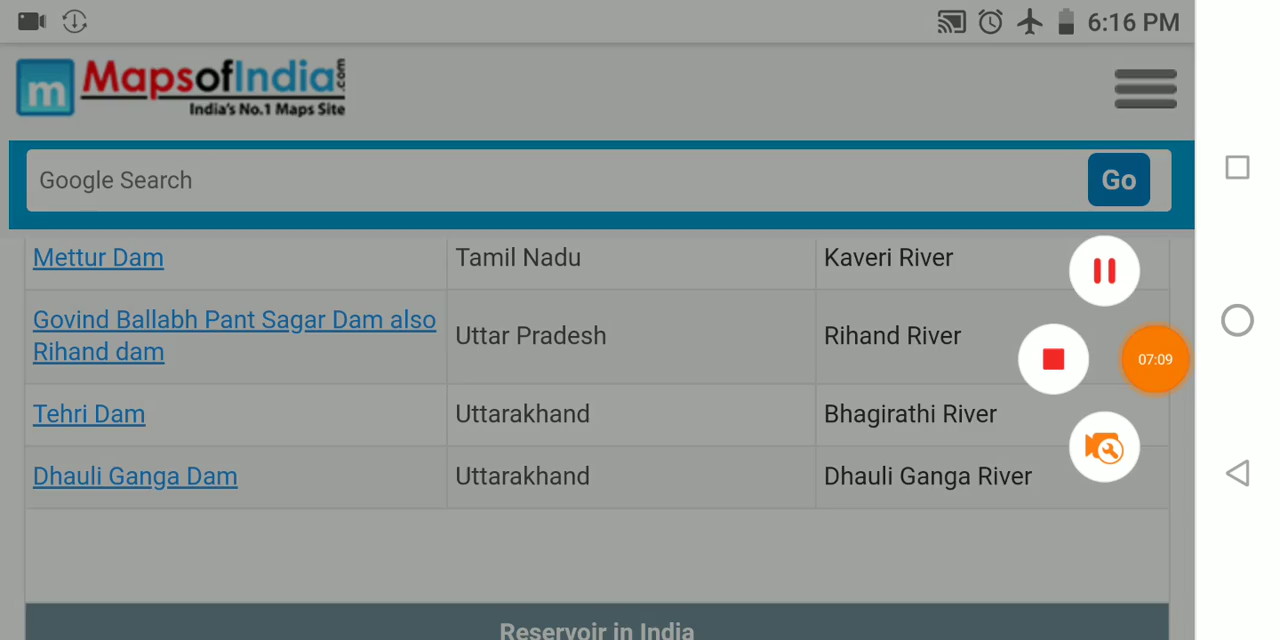 6:16 PM
m MapsofIndia.com
India's No.1 Maps Site
Google Search Go
Mettur Dam Tamil Nadu Kaveri River
Govind Ballabh Pant Sagar Dam also
Rihand dam Uttar Pradesh Rihand River
07:09
Tehri Dam Uttarakhand Bhagirathi River
Dhauli Ganga Dam Uttarakhand Dhauli Ganga River
Reservoir in India